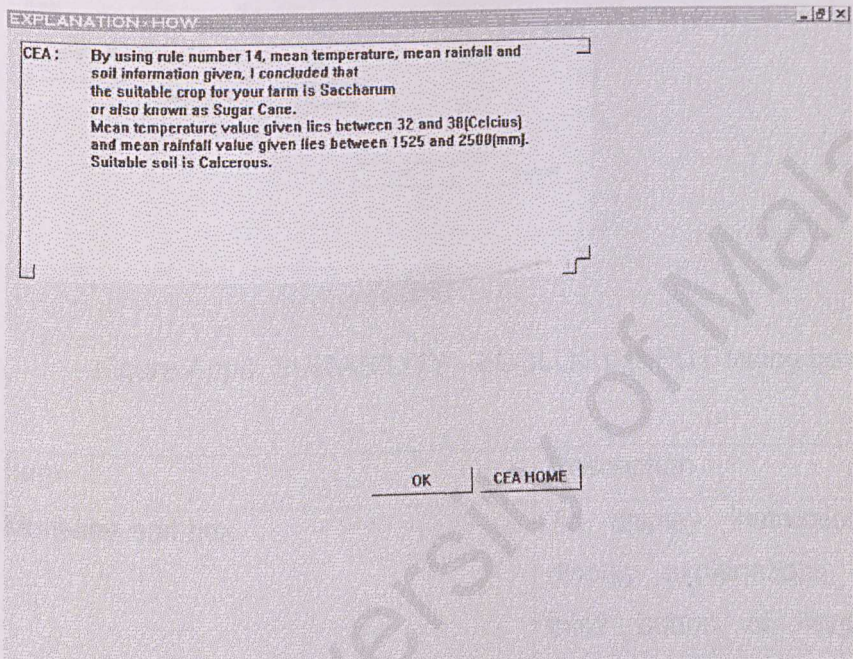 EXPLANATION - HOW
CEA : By using rule number 14, mean temperature, mean rainfall and
soil information given, I concluded that
the suitable crop for your farm is Saccharum
or also known as Sugar Cane.
Mean temperature value given lies between 32 and 38(Celcius)
and mean rainfall value given lies between 1525 and 2500(mm).
Suitable soil is Calcerous.
OK CEA HOME
ersity of Mala